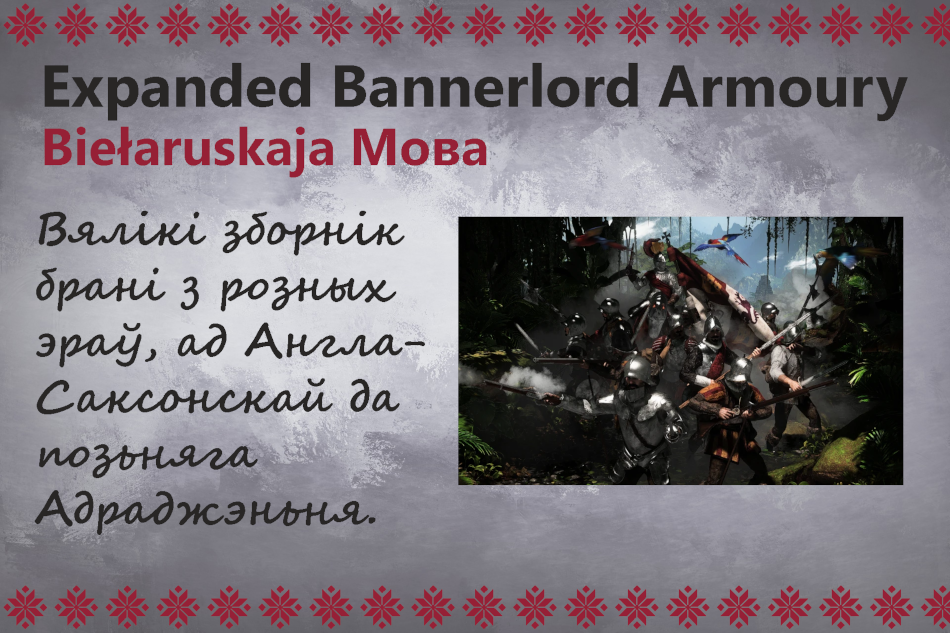 Expanded Bannerlord Armoury
Biełaruskaja Мова
Вялікі зборнік
брані з розных
эраў, ад Англа-
Саксонскай да
позьняга
Адраджэньня.